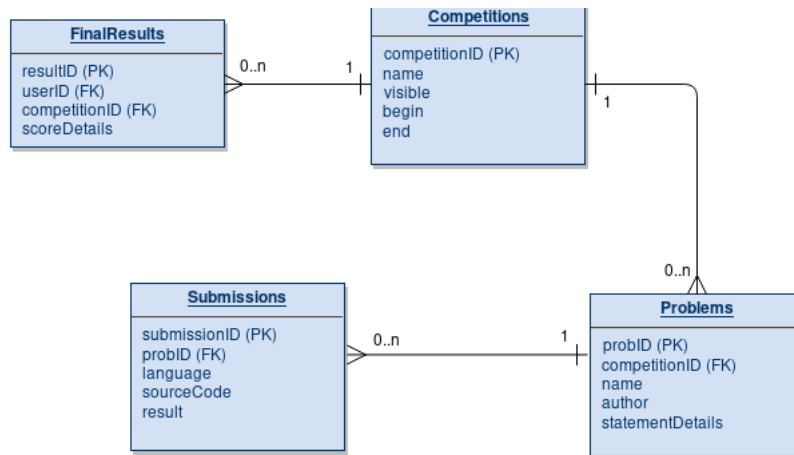 FinalResults
resultID (PK)
userID (FK)
competitionID (FK)
scoreDetails
0..n
1
Competitions
competitionID (PK)
name
visible
begin
end
1
0..n
Submissions
submissionID (PK)
probID (FK)
language
sourceCode
result
0..n
1
Problems
probID (PK)
competitionID (FK)
name
author
statementDetails